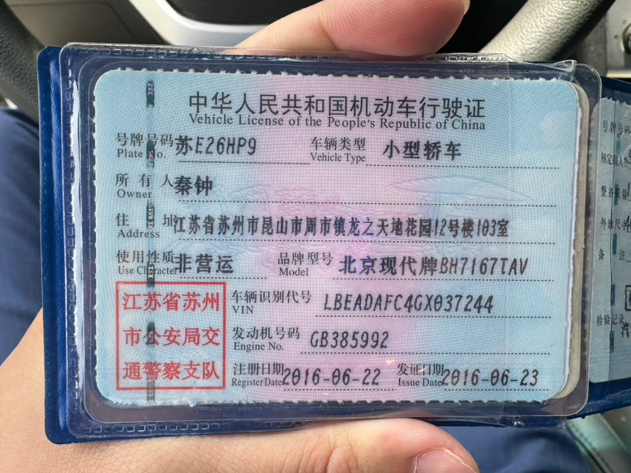 中华人民共和国机动车行驶证
Vehicle License of the People's Republic of China
号牌号码 苏E26HP9 车辆类型 小型轿车
Plate No. Vehicle Type
所有人 秦钟
Owner
住址 江苏省苏州市昆山市周市镇龙之天地花园12号楼103室
Address
使用性质 非营运 品牌型号 北京现代牌BH7167TAV
Use Character Model
江苏省苏州
市公安局交
通警察支队
车辆识别代号 LBEADAFC4GX037244
VIN
发动机号码 GB385992
Engine No.
注册日期 2016-06-22 发证日期 2016-06-23
Register Date Issue Date